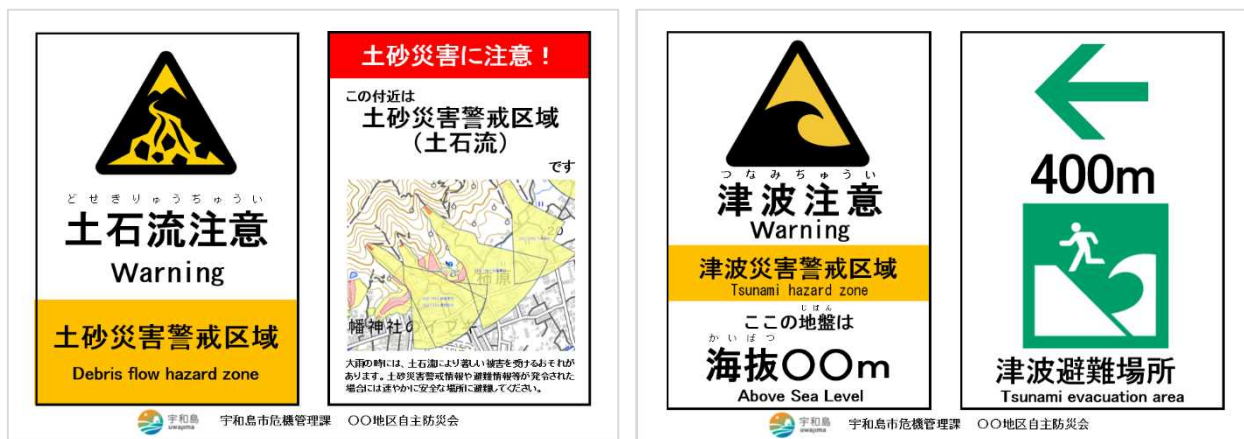 どせきりゅうちゅうい
土石流注意
Warning
土砂災害警戒区域
Debris flow hazard zone
土砂災害に注意！
この付近は
土砂災害警戒区域
（土石流）
です
柿原
幡神社の
大雨の時には、土石流により著しい被害を受けるおそれが
あります。土砂災害警戒情報や避難情報等が発令された
場合には速やかに安全な場所に避難してください。
宇和島
uwajima
宇和島市危機管理課 〇〇地区自主防災会
つなみちゅうい
津波注意
Warning
津波災害警戒区域
Tsunami hazard zone
じばん
ここの地盤は
かいばつ
海抜〇〇m
Above Sea Level
400m
津波避難場所
Tsunami evacuation area
宇和島
uwajima
宇和島市危機管理課 〇〇地区自主防災会